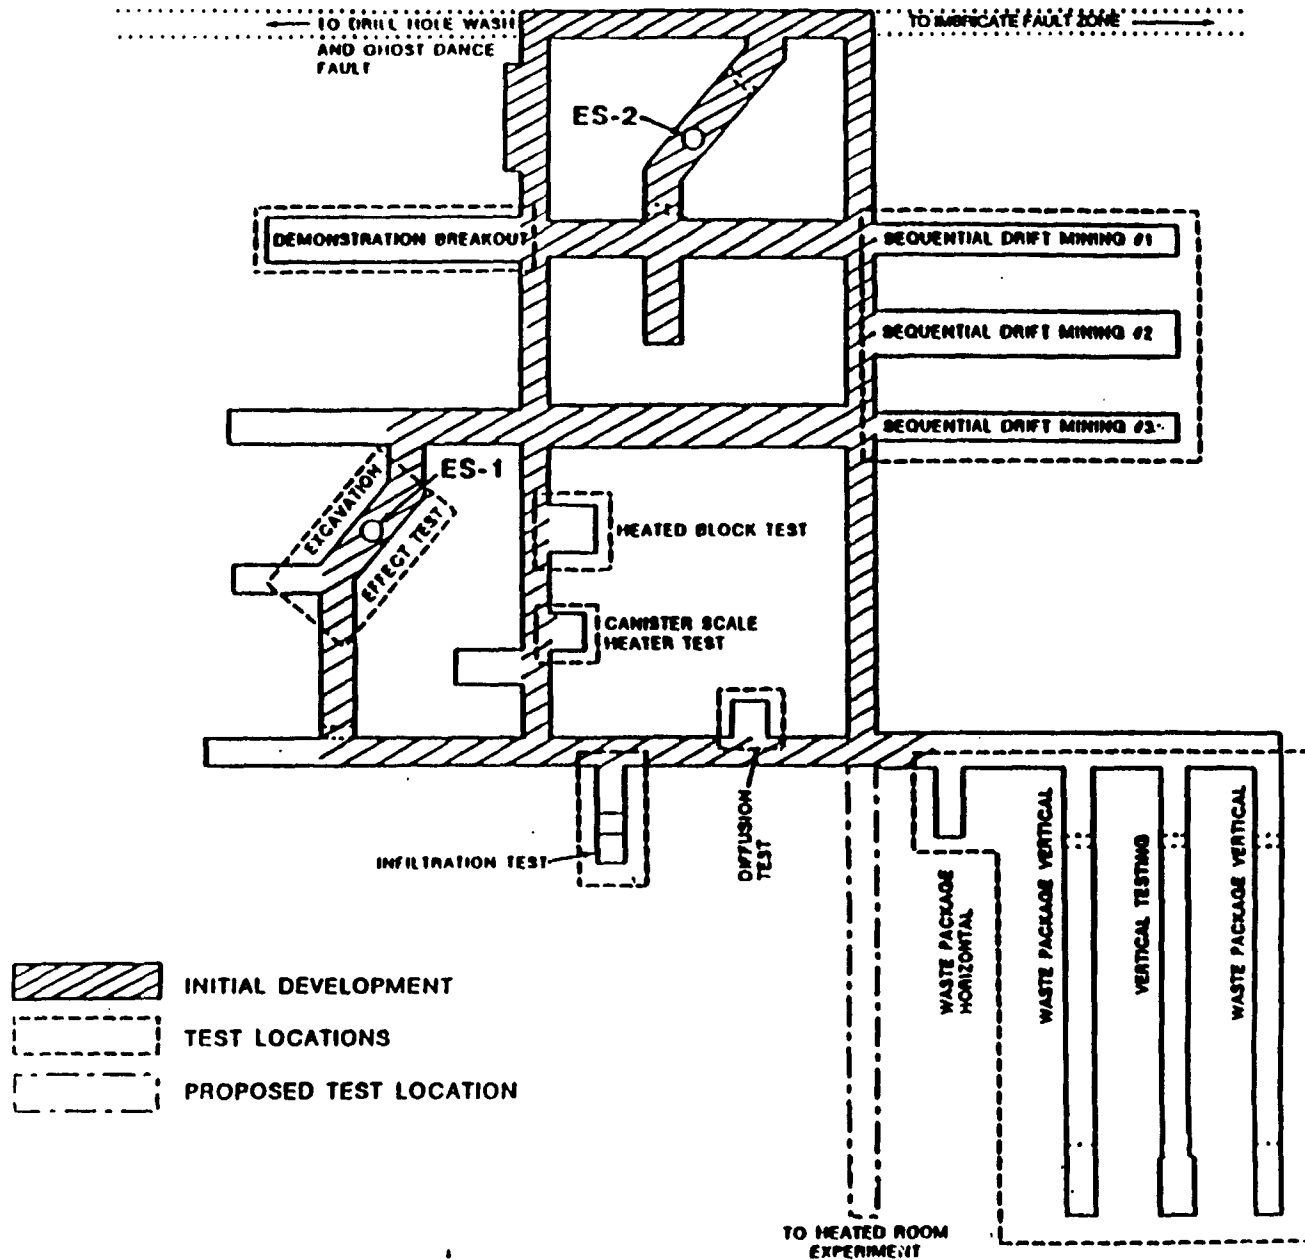 TO DRILL HOLE WASH
AND GHOST DANCE
FAULT
TO IMBRICATE FAULT ZONE
ES-2
DEMONSTRATION BREAKOUT
SEQUENTIAL DRIFT MINING #1
SEQUENTIAL DRIFT MINING #2
SEQUENTIAL DRIFT MINING #3
ES-1
EXCAVATION
EFFECT TEST
HEATED BLOCK TEST
CANISTER SCALE
HEATER TEST
INFILTRATION TEST
DIFFUSION
TEST
WASTE PACKAGE
HORIZONTAL
WASTE PACKAGE VERTICAL
VERTICAL TESTING
WASTE PACKAGE VERTICAL
INITIAL DEVELOPMENT
TEST LOCATIONS
PROPOSED TEST LOCATION
TO HEATED ROOM
EXPERIMENT